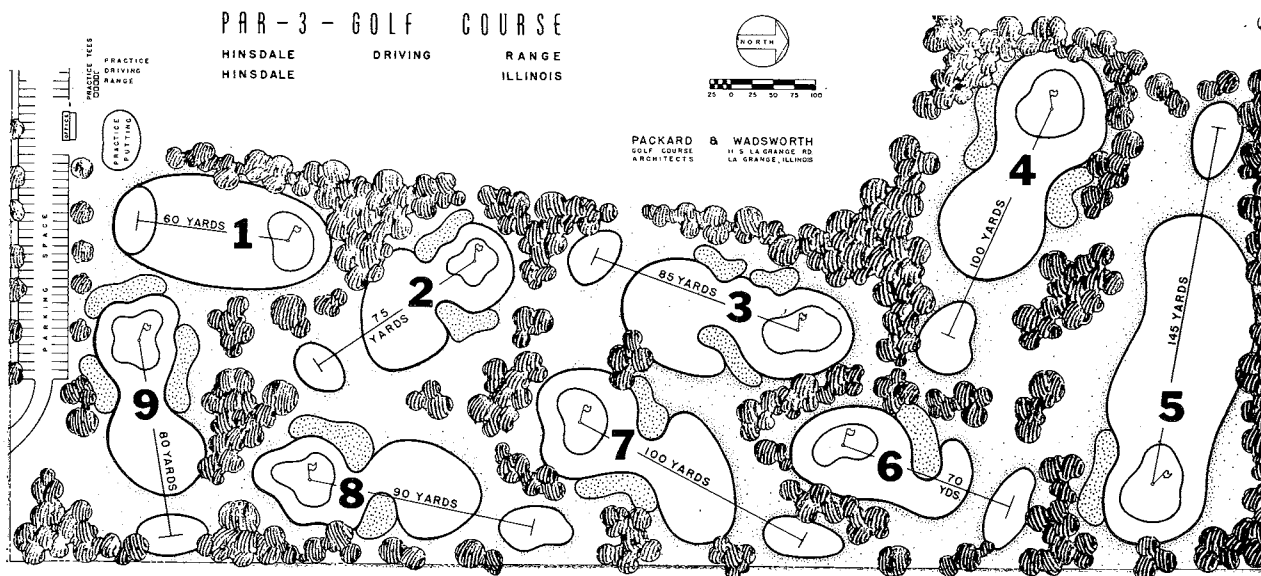 PAR-3-GOLF COURSE
HINSDALE DRIVING RANGE
HINSDALE ILLINOIS
NORTH
25 0 25 50 75 100
PACKARD & WADSWORTH
GOLF COURSE 11 S LA GRANGE RD
ARCHITECTS LA GRANGE, ILLINOIS
PRACTICE TEES
PRACTICE
DRIVING
RANGE
OFFICE
PRACTICE
PUTTING
PARKING SPACE
60 YARDS
1
75
YARDS
2
85 YARDS
3
100 YARDS
4
145 YARDS
5
70
YDS.
6
100 YARDS
7
90 YARDS
8
80 YARDS
9